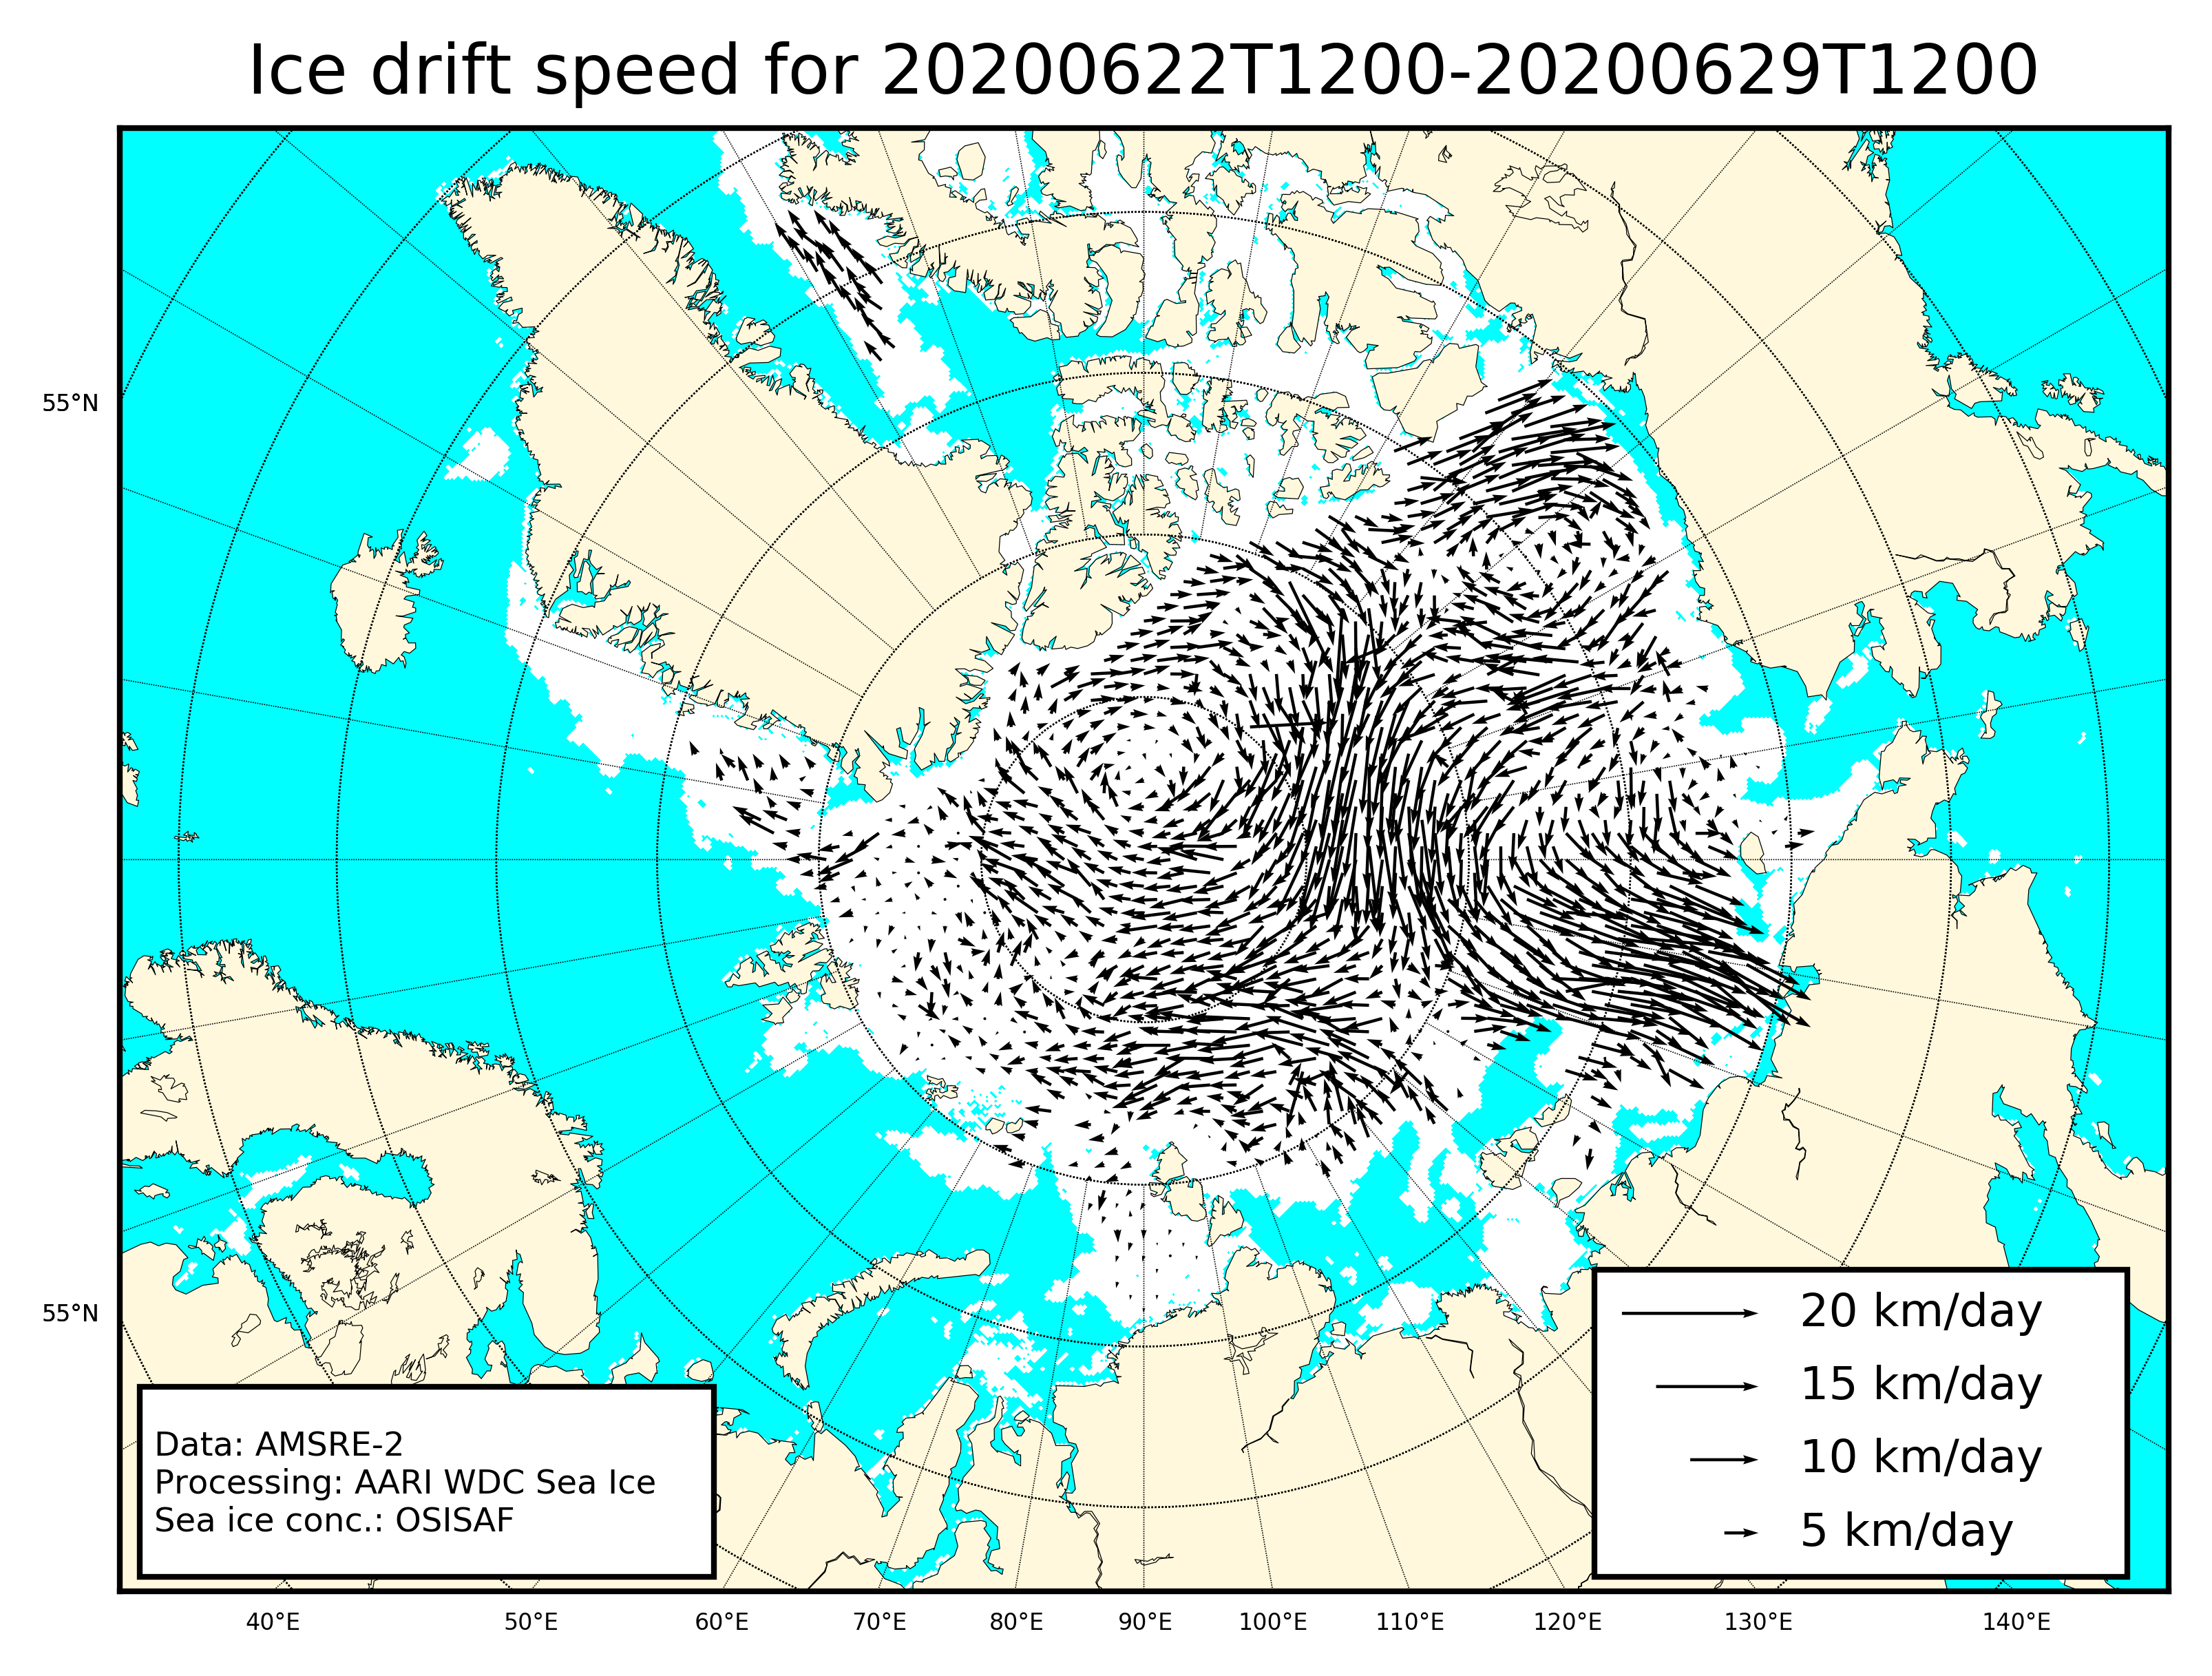 Ice drift speed for 20200622T1200-20200629T1200
55°N
55°N
20 km/day
15 km/day
10 km/day
5 km/day
Data: AMSRE-2
Processing: AARI WDC Sea Ice
Sea ice conc.: OSISAF
40°E 50°E 60°E 70°E 80°E 90°E 100°E 110°E 120°E 130°E 140°E